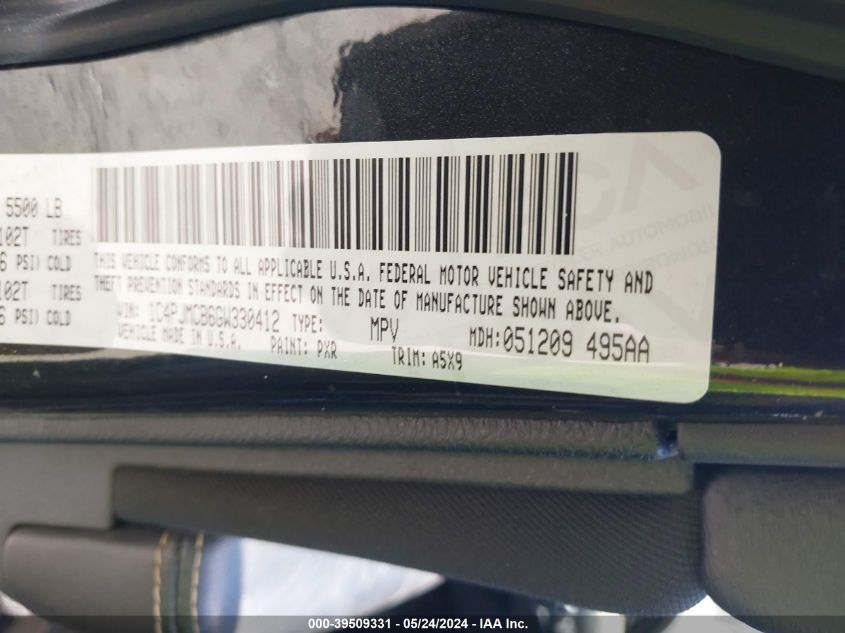 5500 LB
102T TIRES
6 PSI) COLD
102T TIRES
6 PSI) COLD
THIS VEHICLE CONFORMS TO ALL APPLICABLE U.S.A. FEDERAL MOTOR VEHICLE SAFETY AND
THEFT PREVENTION STANDARDS IN EFFECT ON THE DATE OF MANUFACTURE SHOWN ABOVE.
VIN: 1C4PJMCB6GW330412 TYPE: MPV MDH:051209 495AA
VEHICLE MADE IN U.S.A. PAINT: PXR TRIM: A5X9
000-39509331 - 05/24/2024 - IAA Inc.